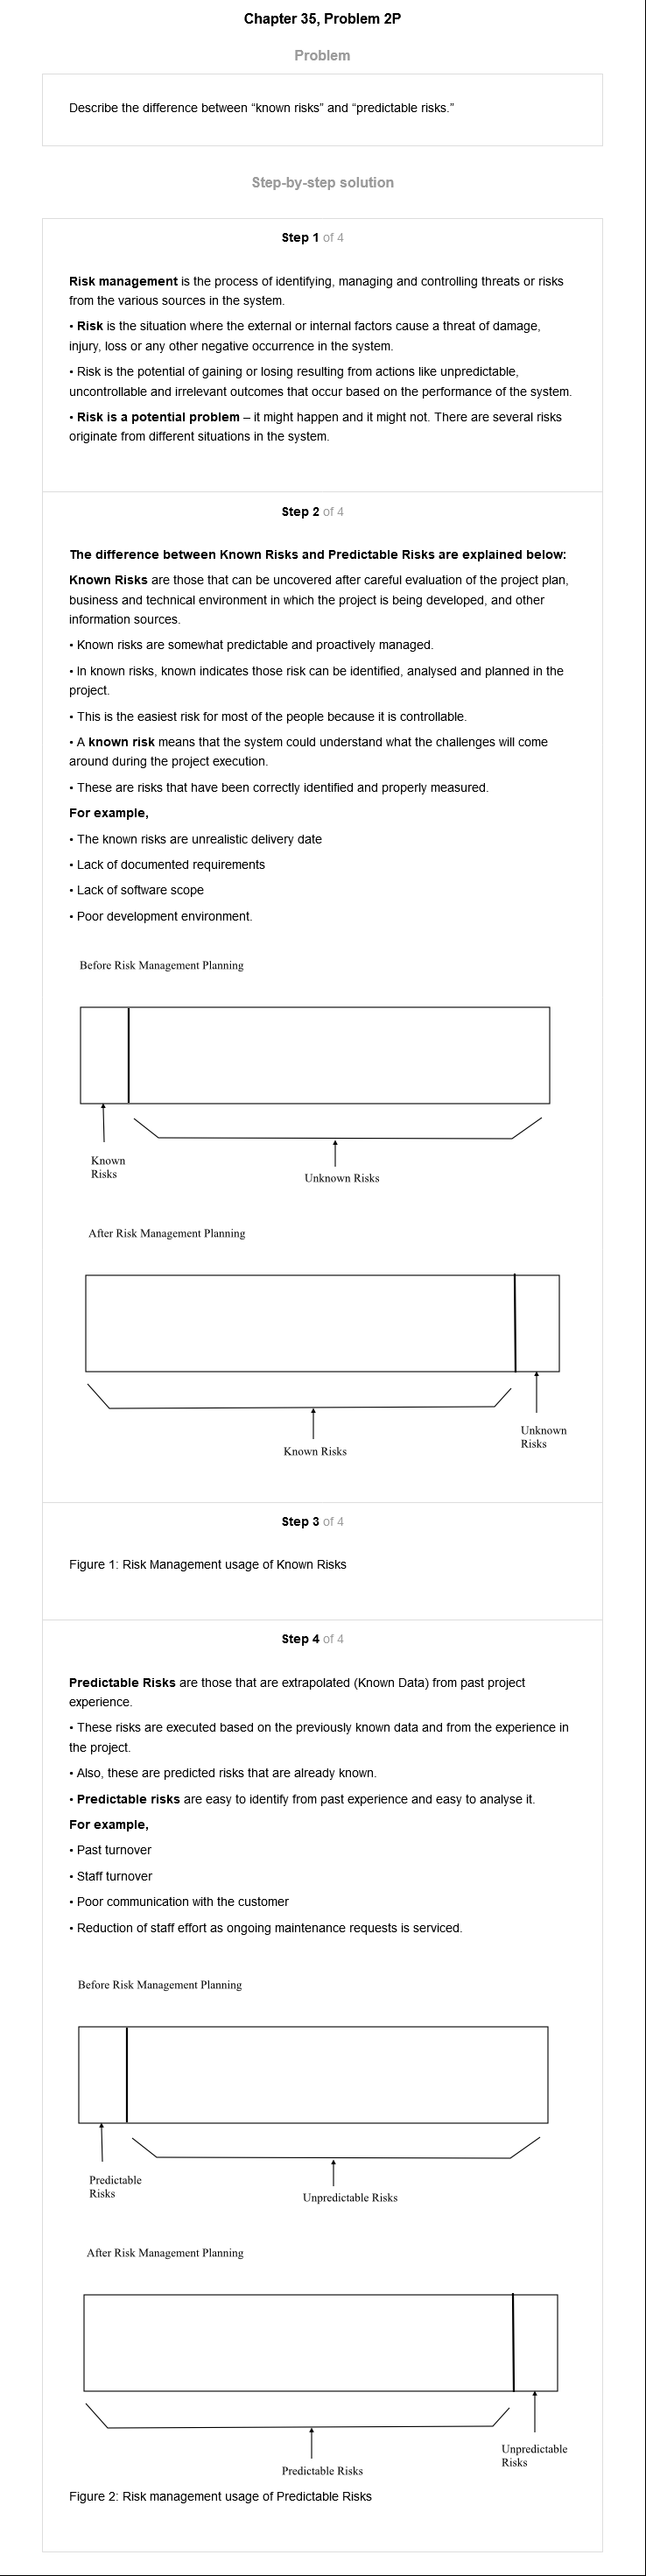 Chapter 35, Problem 2P
Problem
Describe the difference between “known risks” and “predictable risks.”
Step-by-step solution
Step 1 of 4
Risk management is the process of identifying, managing and controlling threats or risks
from the various sources in the system.
• Risk is the situation where the external or internal factors cause a threat of damage,
injury, loss or any other negative occurrence in the system.
• Risk is the potential of gaining or losing resulting from actions like unpredictable,
uncontrollable and irrelevant outcomes that occur based on the performance of the system.
• Risk is a potential problem – it might happen and it might not. There are several risks
originate from different situations in the system.
Step 2 of 4
The difference between Known Risks and Predictable Risks are explained below:
Known Risks are those that can be uncovered after careful evaluation of the project plan,
business and technical environment in which the project is being developed, and other
information sources.
• Known risks are somewhat predictable and proactively managed.
• In known risks, known indicates those risk can be identified, analysed and planned in the
project.
• This is the easiest risk for most of the people because it is controllable.
• A known risk means that the system could understand what the challenges will come
around during the project execution.
• These are risks that have been correctly identified and properly measured.
For example,
• The known risks are unrealistic delivery date
• Lack of documented requirements
• Lack of software scope
• Poor development environment.
Before Risk Management Planning
Known
Risks
Unknown Risks
After Risk Management Planning
Known Risks
Unknown
Risks
Step 3 of 4
Figure 1: Risk Management usage of Known Risks
Step 4 of 4
Predictable Risks are those that are extrapolated (Known Data) from past project
experience.
• These risks are executed based on the previously known data and from the experience in
the project.
• Also, these are predicted risks that are already known.
• Predictable risks are easy to identify from past experience and easy to analyse it.
For example,
• Past turnover
• Staff turnover
• Poor communication with the customer
• Reduction of staff effort as ongoing maintenance requests is serviced.
Before Risk Management Planning
Predictable
Risks
Unpredictable Risks
After Risk Management Planning
Predictable Risks
Unpredictable
Risks
Figure 2: Risk management usage of Predictable Risks